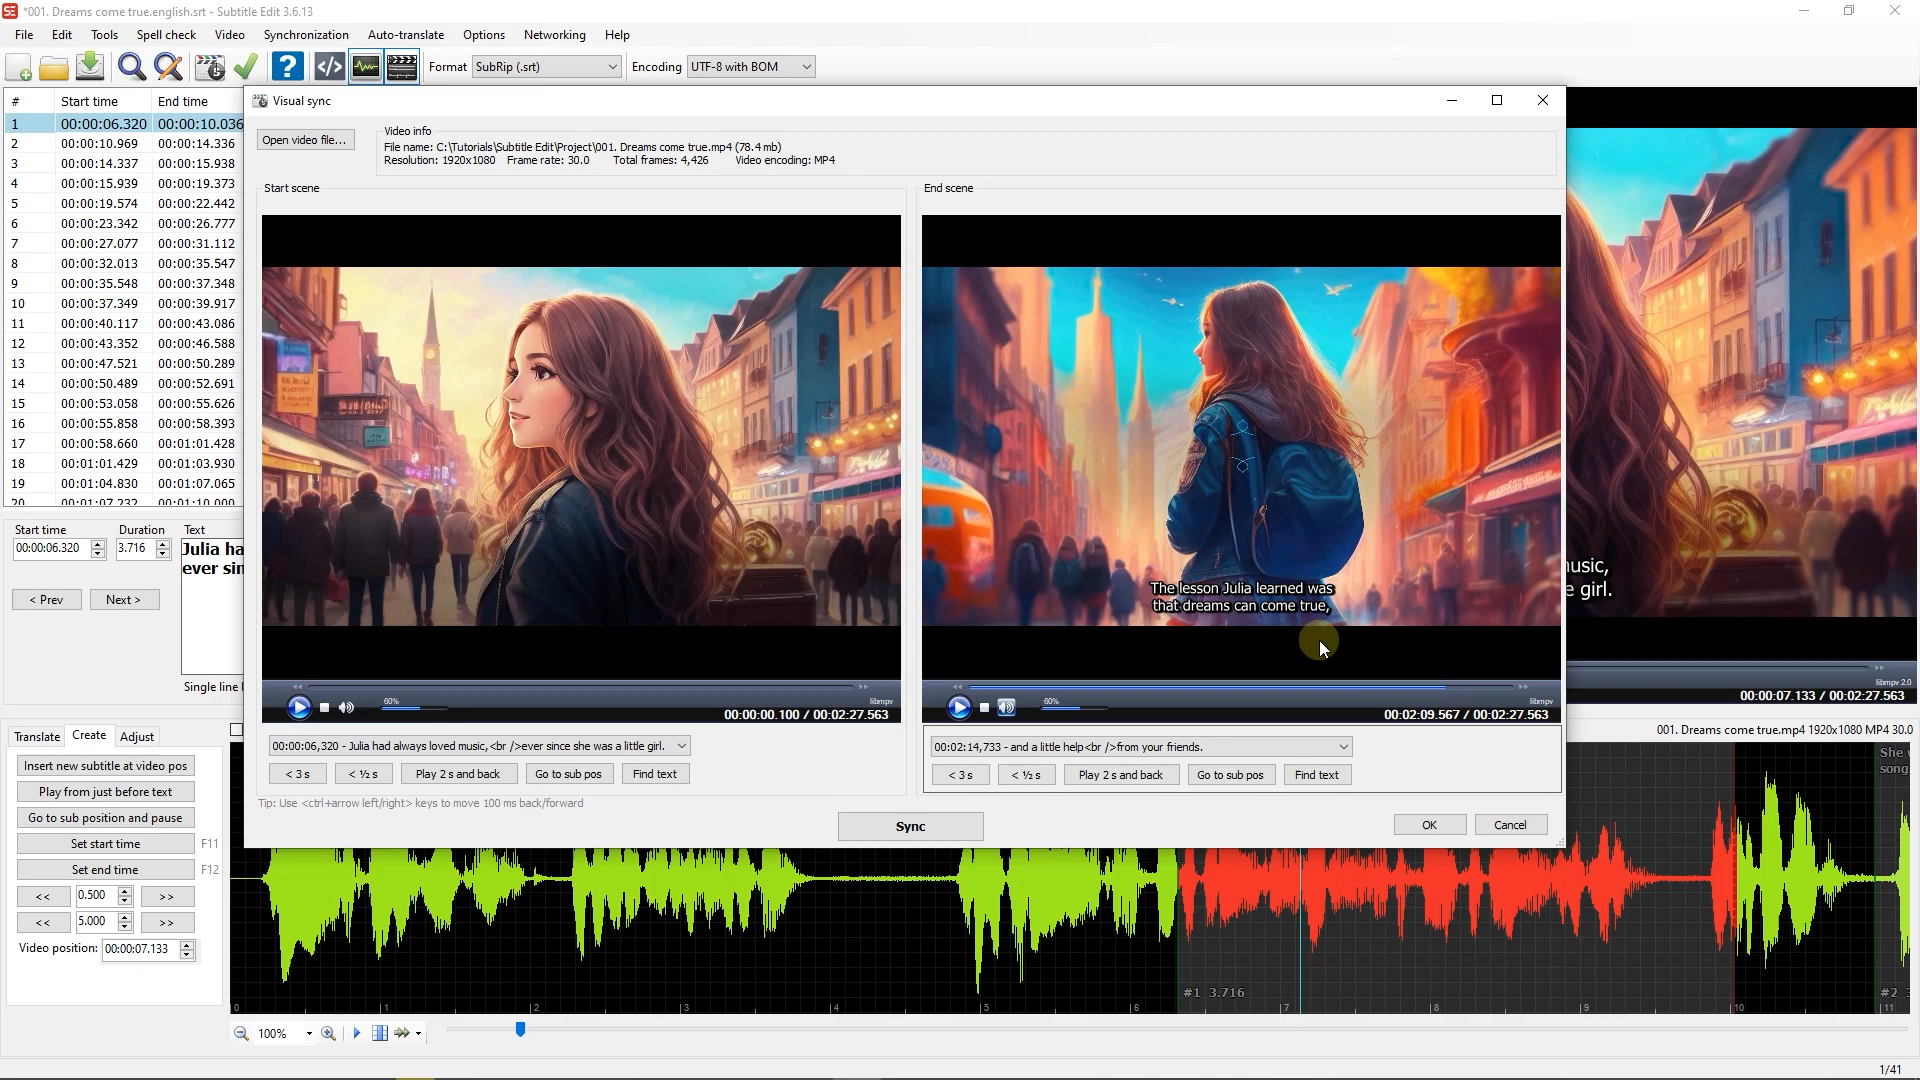 *001. Dreams come true.english.srt - Subtitle Edit 3.6.13
File Edit Tools Spell check Video Synchronization Auto-translate Options Networking Help
Format SubRip (.srt) Encoding UTF-8 with BOM
# Start time End time
1 00:00:06.320 00:00:10.036
2 00:00:10.969 00:00:14.336
3 00:00:14.337 00:00:15.938
4 00:00:15.939 00:00:19.373
5 00:00:19.574 00:00:22.442
6 00:00:23.342 00:00:26.777
7 00:00:27.077 00:00:31.112
8 00:00:32.013 00:00:35.547
9 00:00:35.548 00:00:37.348
10 00:00:37.349 00:00:39.917
11 00:00:40.117 00:00:43.086
12 00:00:43.352 00:00:46.588
13 00:00:47.521 00:00:50.289
14 00:00:50.489 00:00:52.691
15 00:00:53.058 00:00:55.626
16 00:00:55.858 00:00:58.393
17 00:00:58.660 00:01:01.428
18 00:01:01.429 00:01:03.930
19 00:01:04.830 00:01:07.065
20 00:01:07.232 00:01:10.000
Start time Duration Text
00:00:06.320 3.716
Julia ha
ever sin
< Prev Next >
Single line l
Visual sync
Open video file...
Video info
File name: C:\Tutorials\Subtitle Edit\Project\001. Dreams come true.mp4 (78.4 mb)
Resolution: 1920x1080 Frame rate: 30.0 Total frames: 4,426 Video encoding: MP4
Start scene
60%
libmpv
00:00:00.100 / 00:02:27.563
00:00:06,320 - Julia had always loved music,<br />ever since she was a little girl.
< 3 s < ½ s Play 2 s and back Go to sub pos Find text
Tip: Use <ctrl+arrow left/right> keys to move 100 ms back/forward
End scene
The lesson Julia learned was
that dreams can come true,
60%
libmpv
00:02:09.567 / 00:02:27.563
00:02:14,733 - and a little help<br />from your friends.
< 3 s < ½ s Play 2 s and back Go to sub pos Find text
Sync
OK Cancel
usic,
e girl.
libmpv 2.0
00:00:07.133 / 00:02:27.563
001. Dreams come true.mp4 1920x1080 MP4 30.0
Translate Create Adjust
Insert new subtitle at video pos
Play from just before text
Go to sub position and pause
Set start time F11
Set end time F12
<< 0.500 >>
<< 5.000 >>
Video position: 00:00:07.133
She
song
#1 3.716
#2 3
0 1 2 3 4 5 6 7 8 9 10 11
100%
1/41